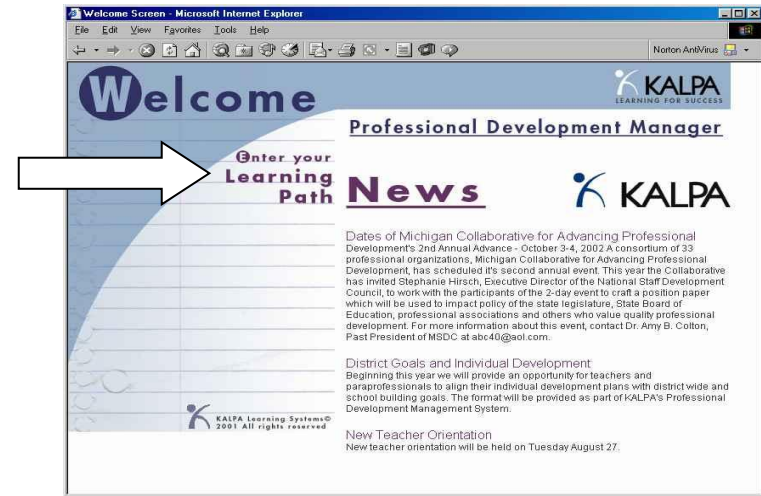 Welcome Screen - Microsoft Internet Explorer
File Edit View Favorites Tools Help
Norton AntiVirus
Welcome
KALPA
LEARNING FOR SUCCESS
Professional Development Manager
Enter your
Learning
Path
News
KALPA
Dates of Michigan Collaborative for Advancing Professional
Development's 2nd Annual Advance - October 3-4, 2002 A consortium of 33
professional organizations, Michigan Collaborative for Advancing Professional
Development, has scheduled it's second annual event. This year the Collaborative
has invited Stephanie Hirsch, Executive Director of the National Staff Development
Council, to work with the participants of the 2-day event to craft a position paper
which will be used to impact policy of the state legislature, State Board of
Education, professional associations and others who value quality professional
development. For more information about this event, contact Dr. Amy B. Colton,
Past President of MSDC at abc40@aol.com.
District Goals and Individual Development
Beginning this year we will provide an opportunity for teachers and
paraprofessionals to align their individual development plans with district wide and
school building goals. The format will be provided as part of KALPA's Professional
Development Management System.
New Teacher Orientation
New teacher orientation will be held on Tuesday August 27.
KALPA Learning Systems©
2001 All rights reserved